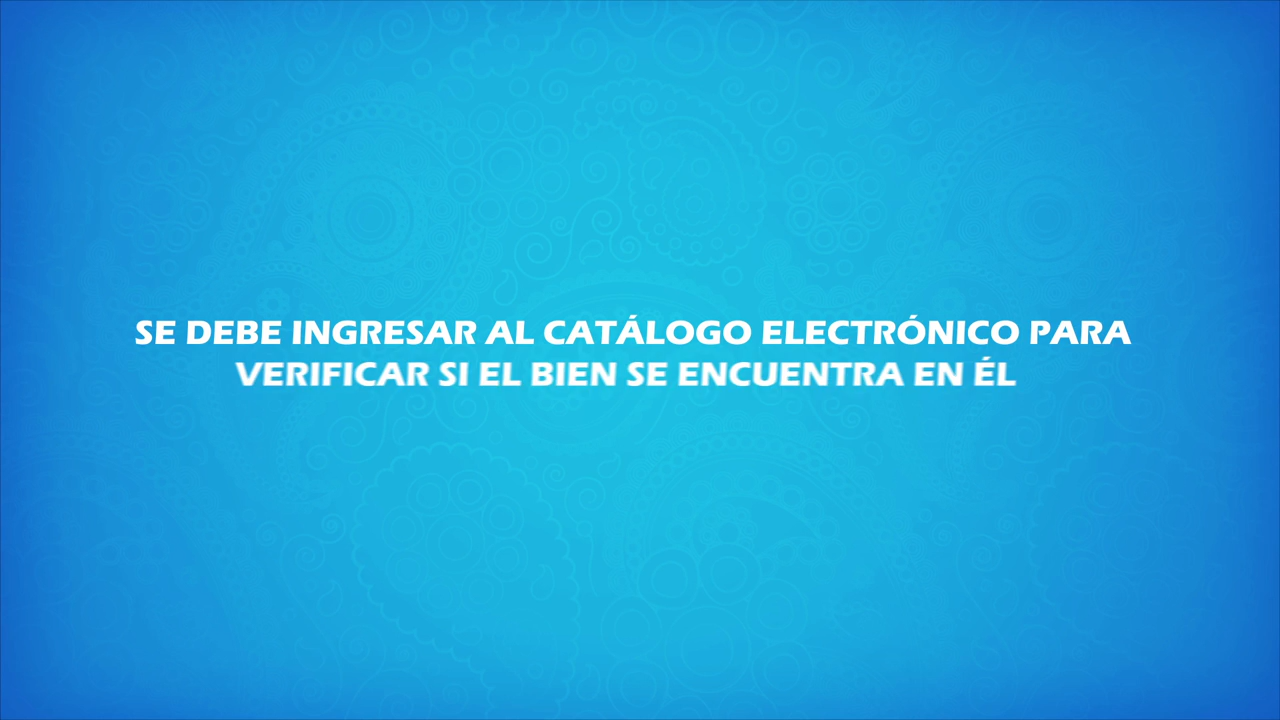 SE DEBE INGRESAR AL CATÁLOGO ELECTRÓNICO PARA
VERIFICAR SI EL BIEN SE ENCUENTRA EN ÉL